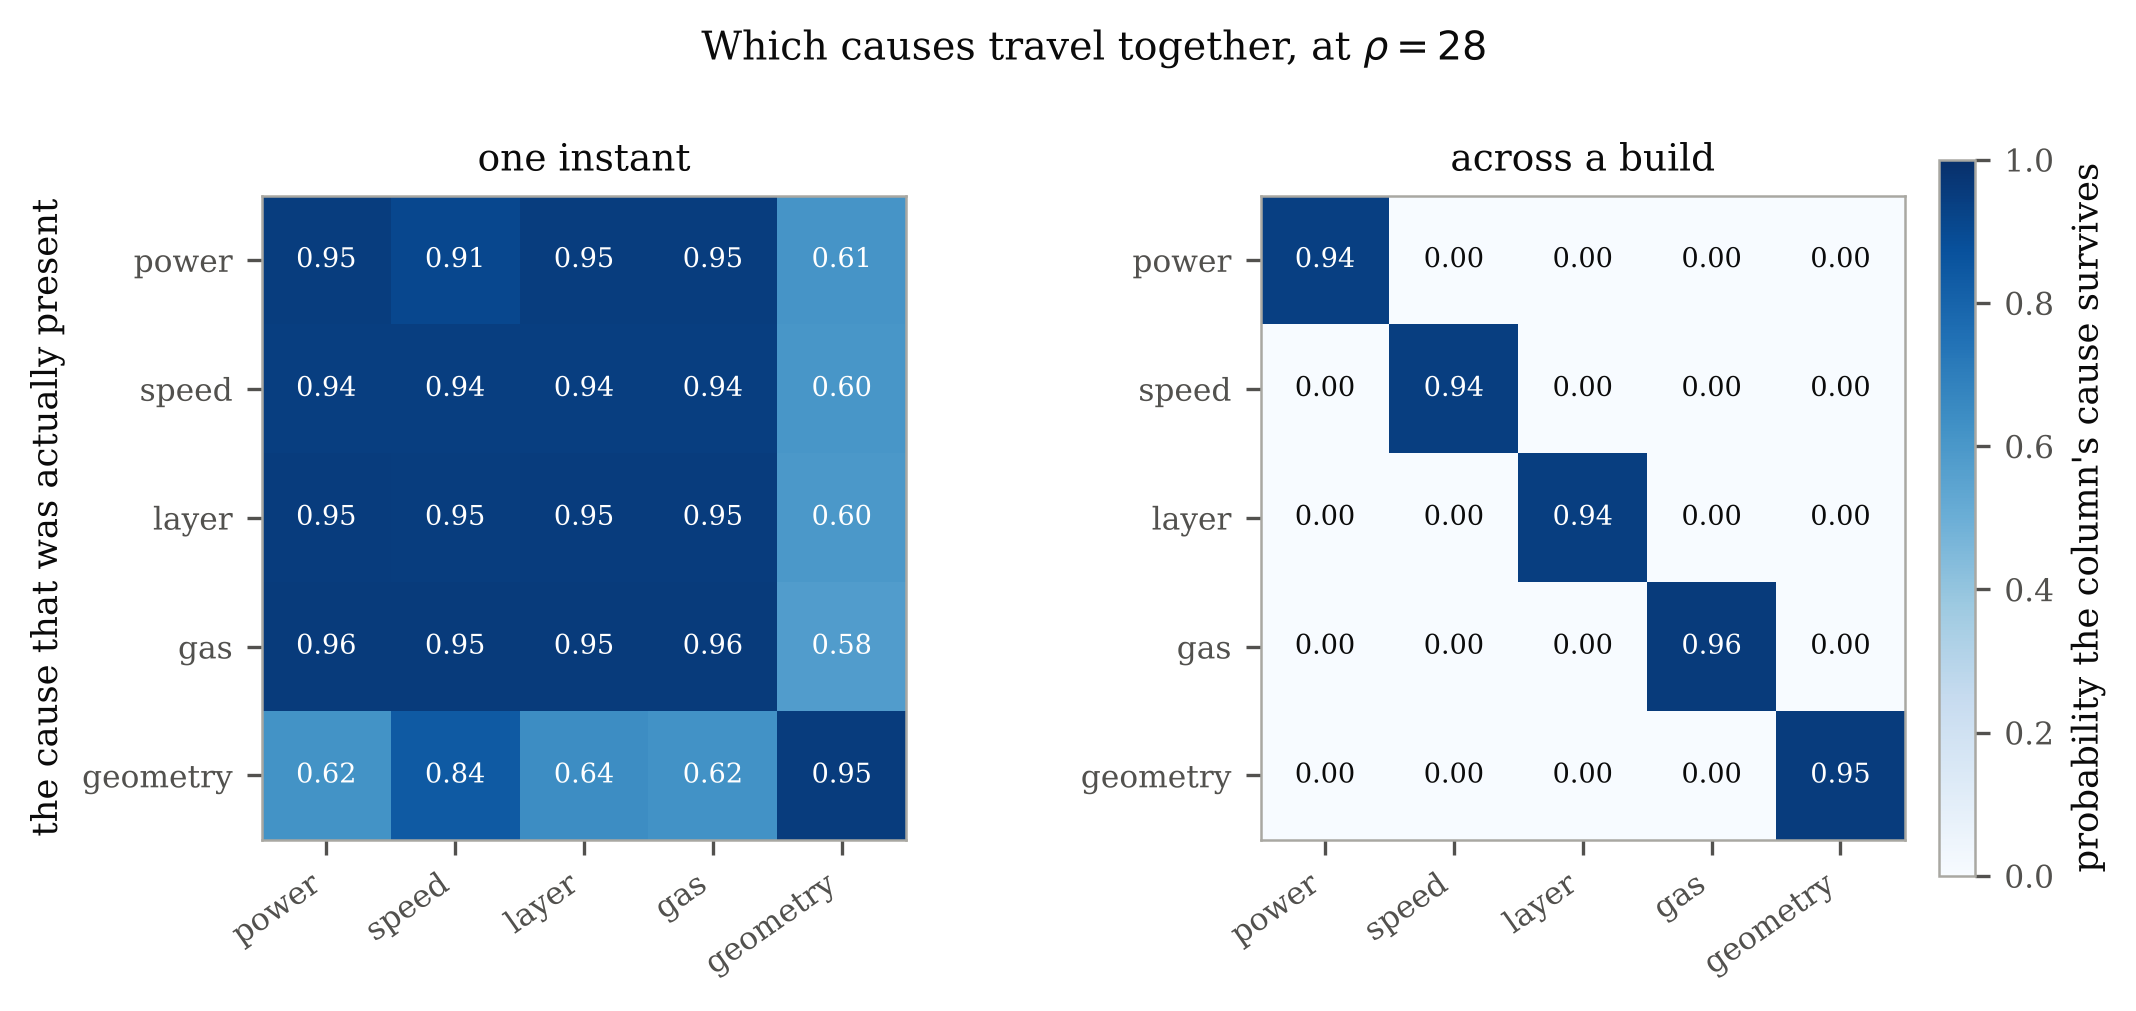 Which causes travel together, at ρ = 28
one instant
the cause that was actually present
power 0.95 0.91 0.95 0.95 0.61
speed 0.94 0.94 0.94 0.94 0.60
layer 0.95 0.95 0.95 0.95 0.60
gas 0.96 0.95 0.95 0.96 0.58
geometry 0.62 0.84 0.64 0.62 0.95
power speed layer gas geometry
across a build
power 0.94 0.00 0.00 0.00 0.00
speed 0.00 0.94 0.00 0.00 0.00
layer 0.00 0.00 0.94 0.00 0.00
gas 0.00 0.00 0.00 0.96 0.00
geometry 0.00 0.00 0.00 0.00 0.95
power speed layer gas geometry
1.0
0.8
0.6
0.4
0.2
0.0
probability the column's cause survives